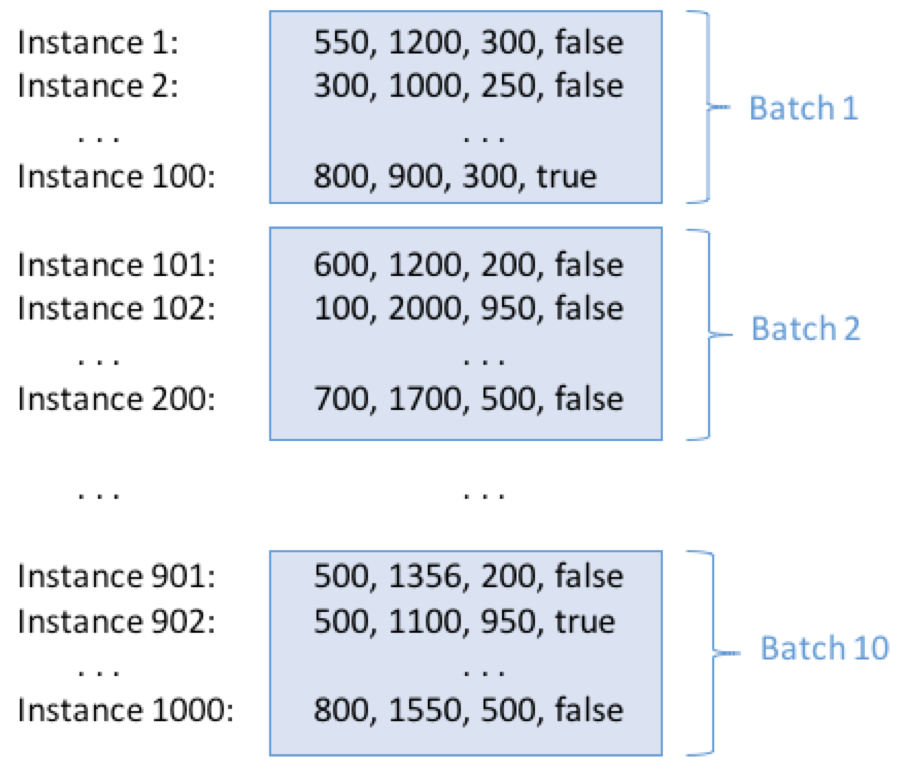 Instance 1: 550, 1200, 300, false
Instance 2: 300, 1000, 250, false
. . . . . .
Batch 1
Instance 100: 800, 900, 300, true
Instance 101: 600, 1200, 200, false
Instance 102: 100, 2000, 950, false
Batch 2
. . . . . .
Instance 200: 700, 1700, 500, false
. . . . . .
Instance 901: 500, 1356, 200, false
Instance 902: 500, 1100, 950, true
Batch 10
. . . . . .
Instance 1000: 800, 1550, 500, false